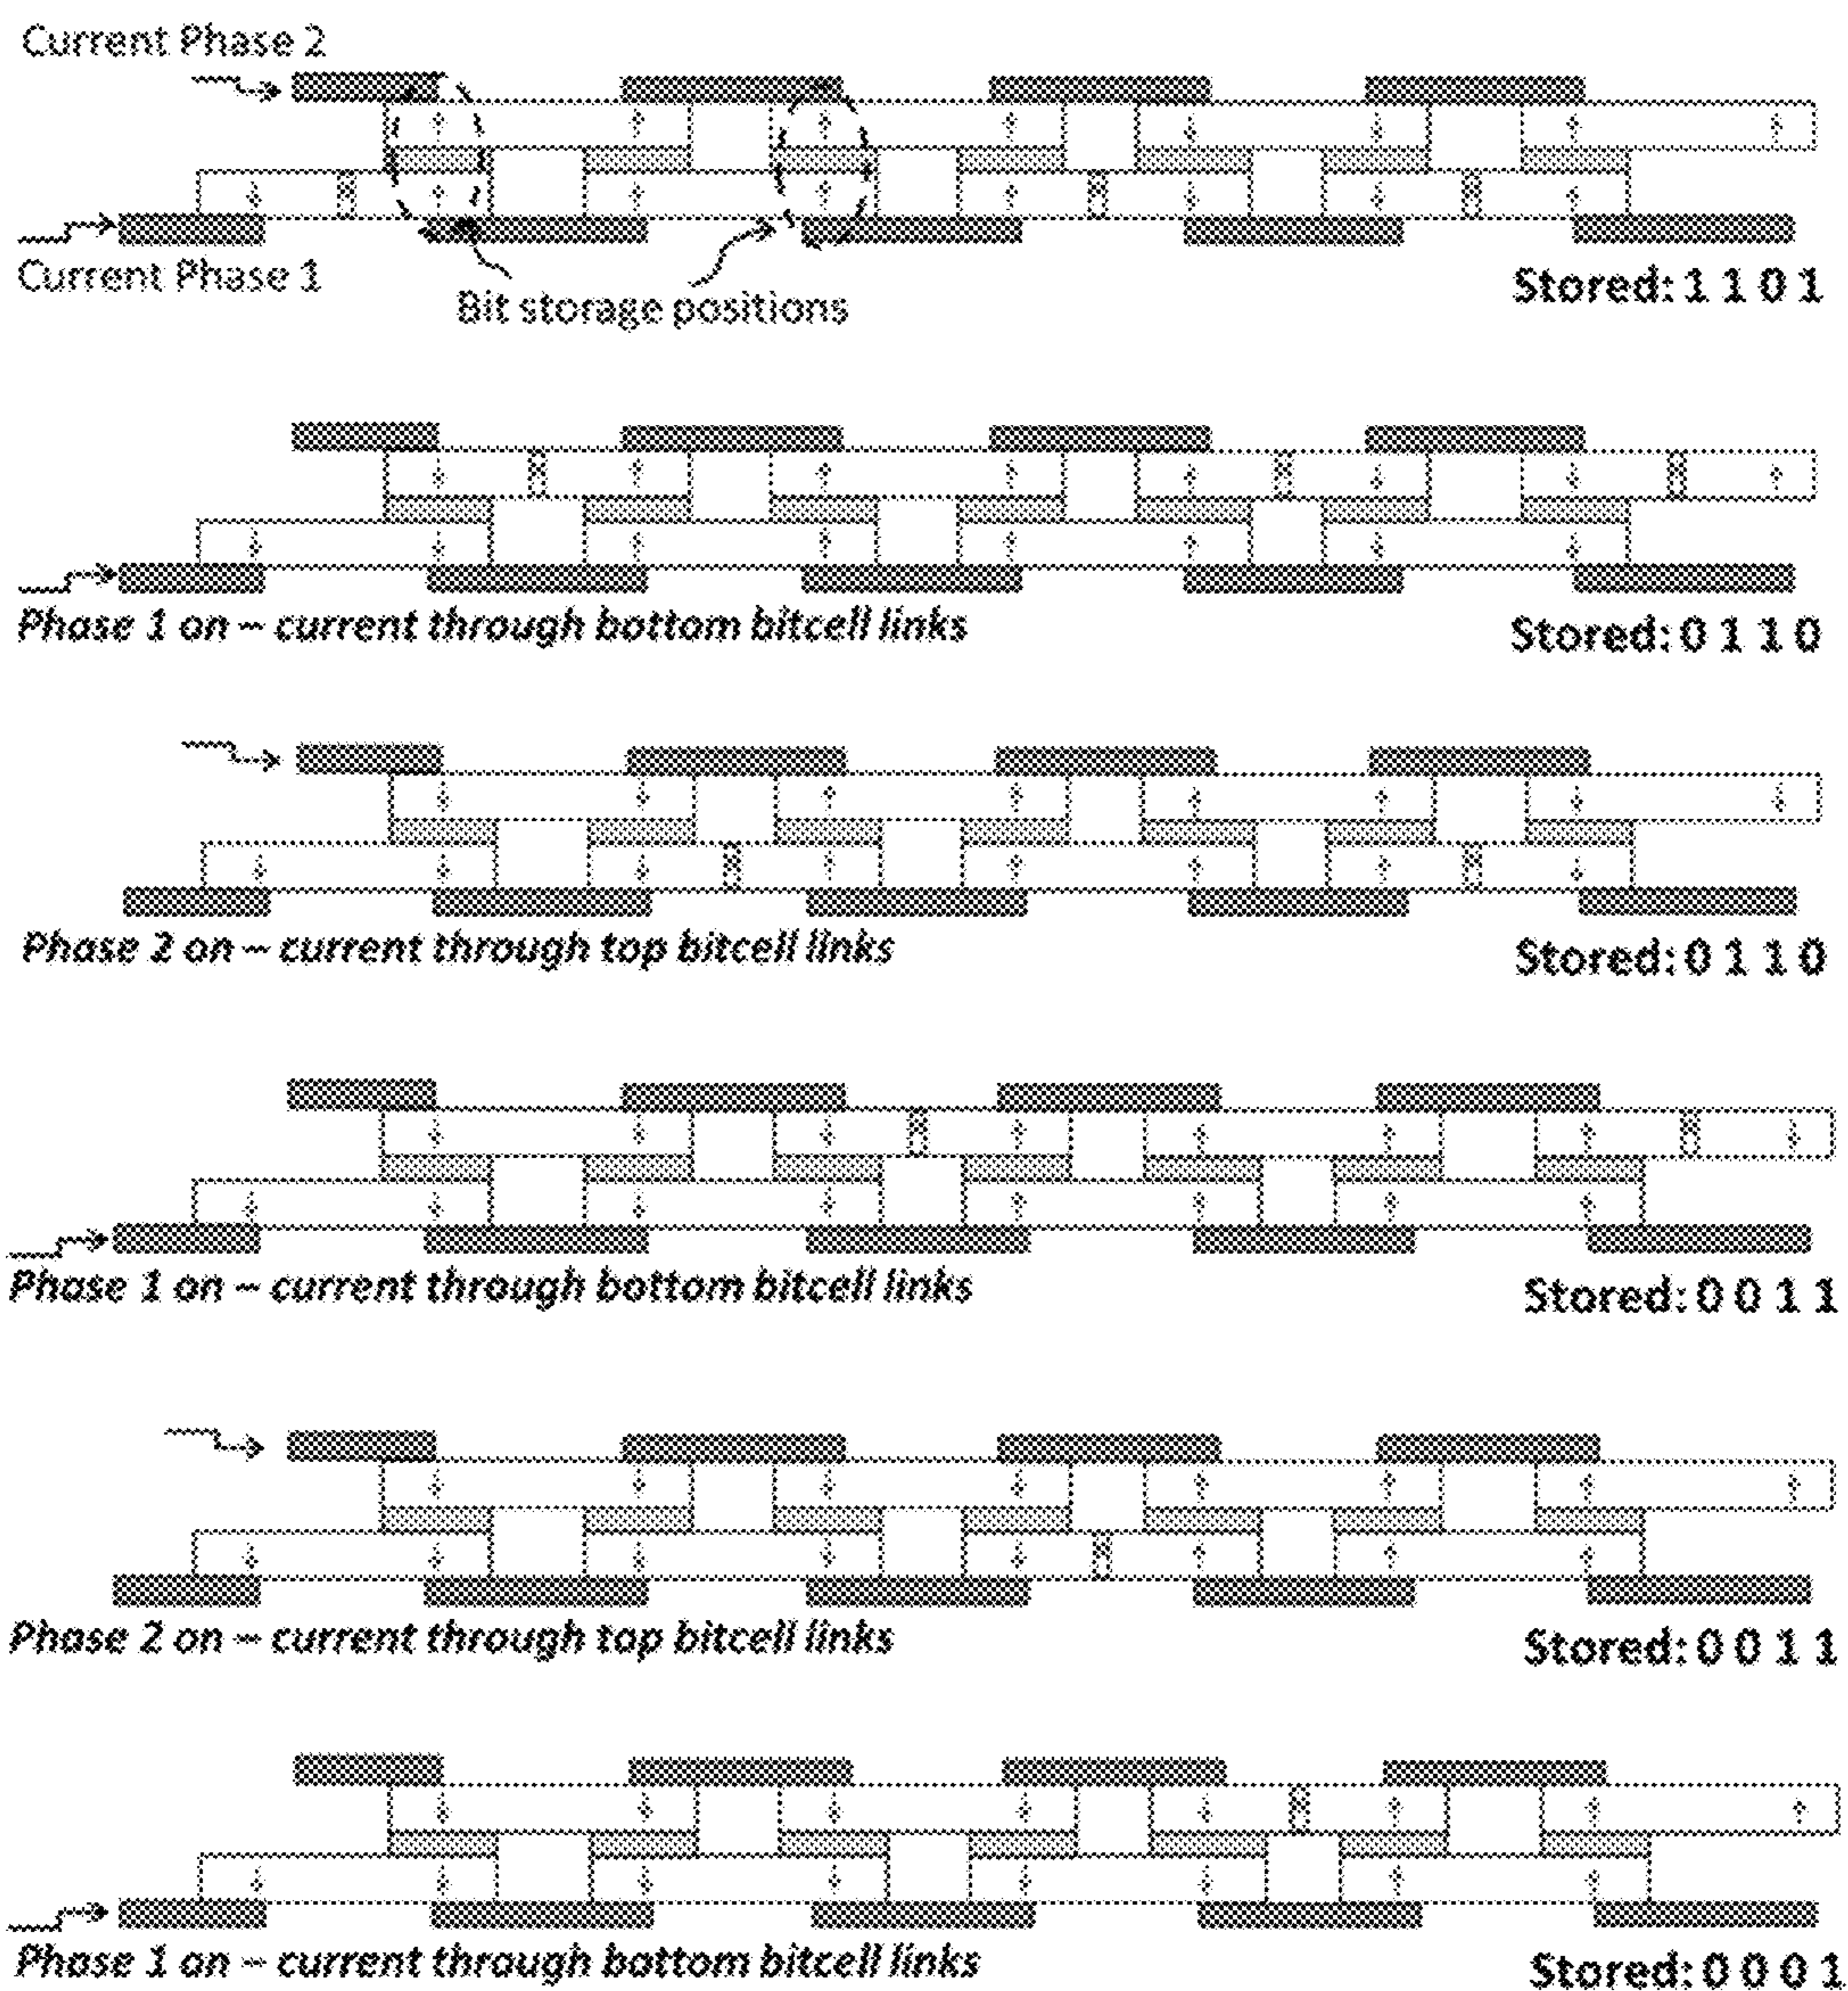 Current Phase 2
Current Phase 1
Bit storage positions
Stored: 1 1 0 1
Phase 1 on – current through bottom bitcell links
Stored: 0 1 1 0
Phase 2 on – current through top bitcell links
Stored: 0 1 1 0
Phase 1 on – current through bottom bitcell links
Stored: 0 0 1 1
Phase 2 on – current through top bitcell links
Stored: 0 0 1 1
Phase 1 on – current through bottom bitcell links
Stored: 0 0 0 1